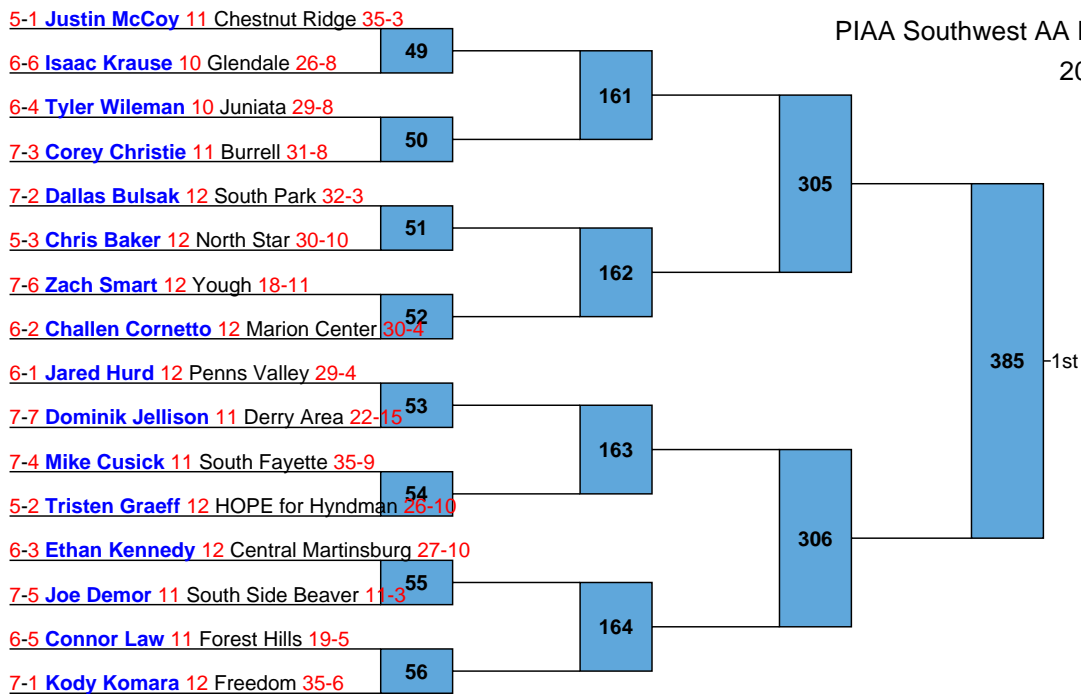 5-1 Justin McCoy 11 Chestnut Ridge 35-3
PIAA Southwest AA
20
49
6-6 Isaac Krause 10 Glendale 26-8
161
6-4 Tyler Wileman 10 Juniata 29-8
50
7-3 Corey Christie 11 Burrell 31-8
305
7-2 Dallas Bulsak 12 South Park 32-3
51
5-3 Chris Baker 12 North Star 30-10
162
7-6 Zach Smart 12 Yough 18-11
52
6-2 Challen Cornetto 12 Marion Center 30-4
385
1st
6-1 Jared Hurd 12 Penns Valley 29-4
53
7-7 Dominik Jellison 11 Derry Area 22-15
163
7-4 Mike Cusick 11 South Fayette 35-9
54
5-2 Tristen Graeff 12 HOPE for Hyndman 26-10
306
6-3 Ethan Kennedy 12 Central Martinsburg 27-10
55
7-5 Joe Demor 11 South Side Beaver 11-3
164
6-5 Connor Law 11 Forest Hills 19-5
56
7-1 Kody Komara 12 Freedom 35-6